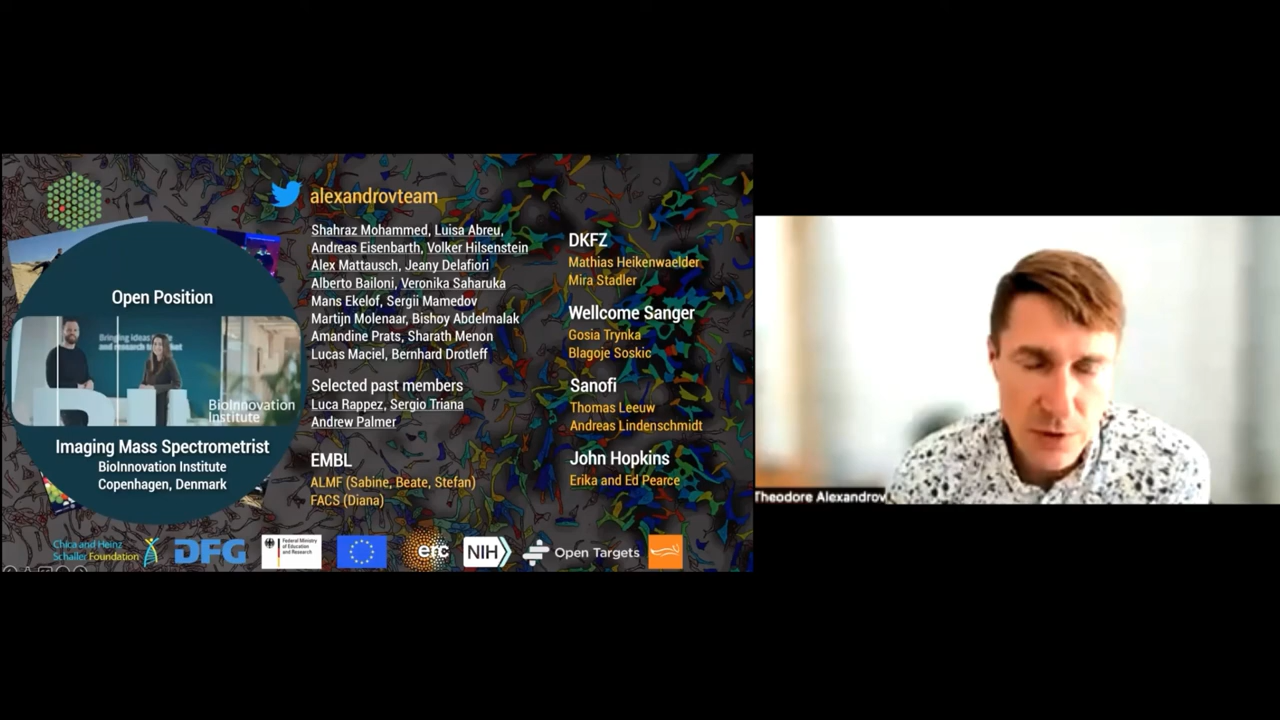 alexandrovteam
Shahraz Mohammed, Luisa Abreu,
Andreas Eisenbarth, Volker Hilsenstein
Alex Mattausch, Jeany Delafiori
Alberto Bailoni, Veronika Saharuka
Mans Ekelof, Sergii Mamedov
Martijn Molenaar, Bishoy Abdelmalak
Amandine Prats, Sharath Menon
Lucas Maciel, Bernhard Drotleff
Selected past members
Luca Rappez, Sergio Triana
Andrew Palmer
EMBL
ALMF (Sabine, Beate, Stefan)
FACS (Diana)
DKFZ
Mathias Heikenwaelder
Mira Stadler
Wellcome Sanger
Gosia Trynka
Blagoje Soskic
Sanofi
Thomas Leeuw
Andreas Lindenschmidt
John Hopkins
Erika and Ed Pearce
Open Position
Bringing ideas
and research to
BioInnovation
Institute
Imaging Mass Spectrometrist
BioInnovation Institute
Copenhagen, Denmark
Chica and Heinz
Schaller Foundation
DFG
Federal Ministry
of Education
and Research
erc
NIH
Open Targets
Theodore Alexandrov